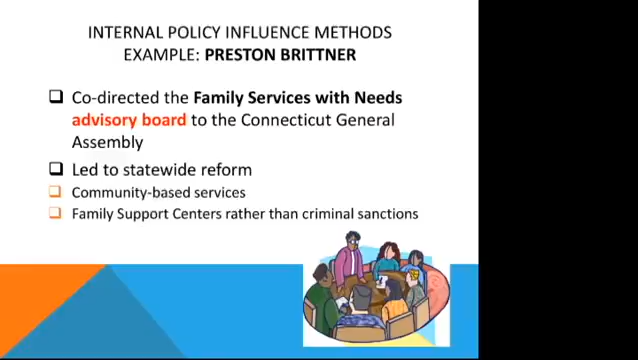 INTERNAL POLICY INFLUENCE METHODS
EXAMPLE: PRESTON BRITTNER
Co-directed the Family Services with Needs
advisory board to the Connecticut General
Assembly
Led to statewide reform
Community-based services
Family Support Centers rather than criminal sanctions